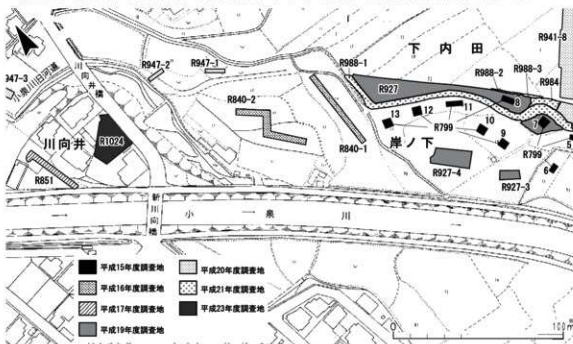 R941-8
下内田
R988-1
R988-2
R988-3
R984
R947-2
R947-1
R947-3
小泉川旧河道
川向井橋
R840-2
R927
8
11
12
13
10
R799
9
7
5
R799
6
岸ノ下
R840-1
川向井
R1024
R851
R927-4
R927-3
新川向橋
小泉川
平成15年度調査地
平成16年度調査地
平成17年度調査地
平成19年度調査地
平成20年度調査地
平成21年度調査地
平成23年度調査地
0 100m